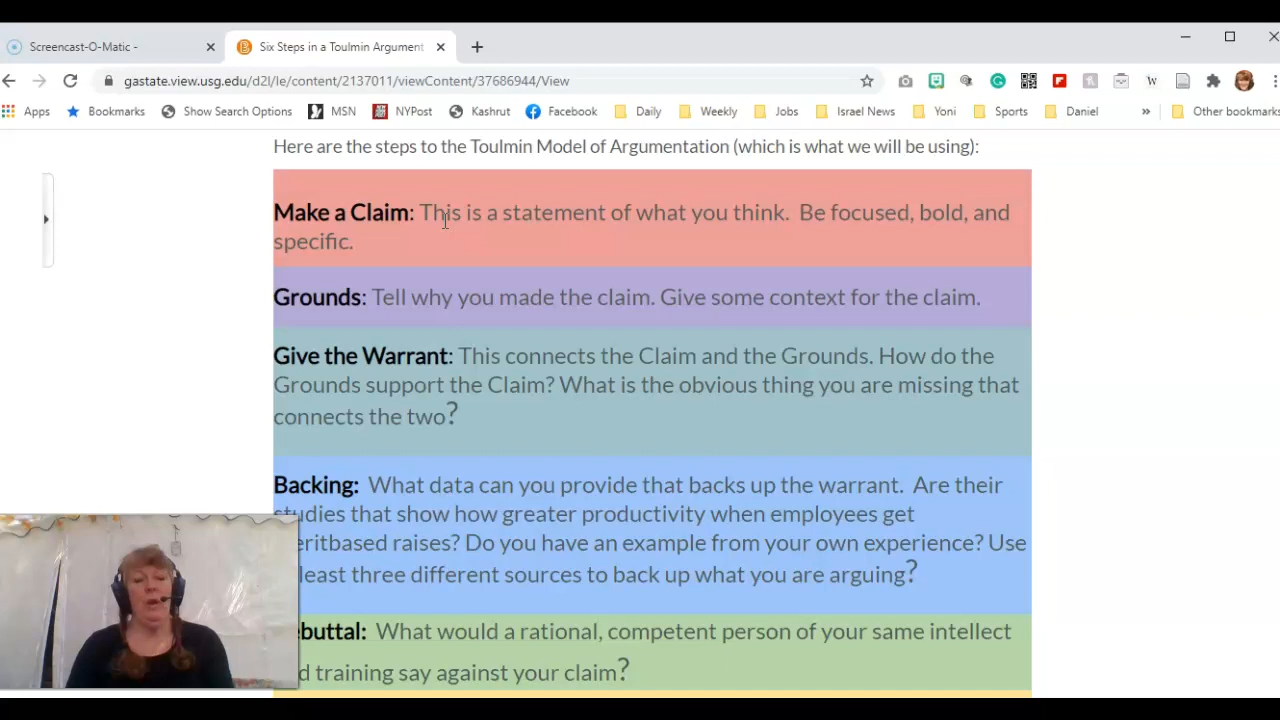 Screencast-O-Matic -
Six Steps in a Toulmin Argument
gastate.view.usg.edu/d2l/le/content/2137011/viewContent/37686944/View
Apps Bookmarks Show Search Options MSN NYPost Kashrut Facebook Daily Weekly Jobs Israel News Yoni Sports Daniel » Other bookmarks
Here are the steps to the Toulmin Model of Argumentation (which is what we will be using):
Make a Claim: This is a statement of what you think. Be focused, bold, and
specific.
Grounds: Tell why you made the claim. Give some context for the claim.
Give the Warrant: This connects the Claim and the Grounds. How do the
Grounds support the Claim? What is the obvious thing you are missing that
connects the two?
Backing: What data can you provide that backs up the warrant. Are their
studies that show how greater productivity when employees get
eritbased raises? Do you have an example from your own experience? Use
least three different sources to back up what you are arguing?
ebuttal: What would a rational, competent person of your same intellect
d training say against your claim?